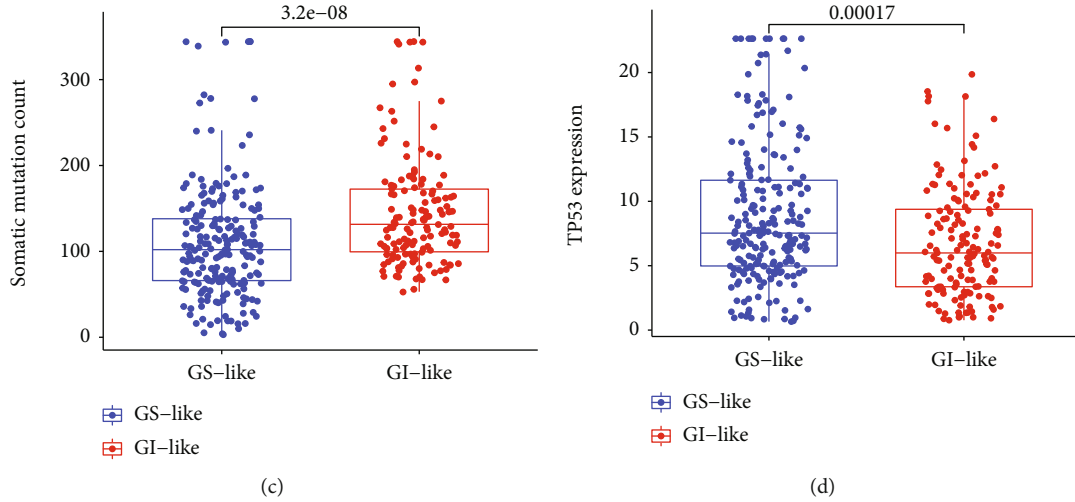 3.2e−08
Somatic mutation count
300
200
100
0
GS−like
GI−like
GS−like
GI−like
(c)
0.00017
TP53 expression
20
15
10
5
0
GS−like
GI−like
GS−like
GI−like
(d)